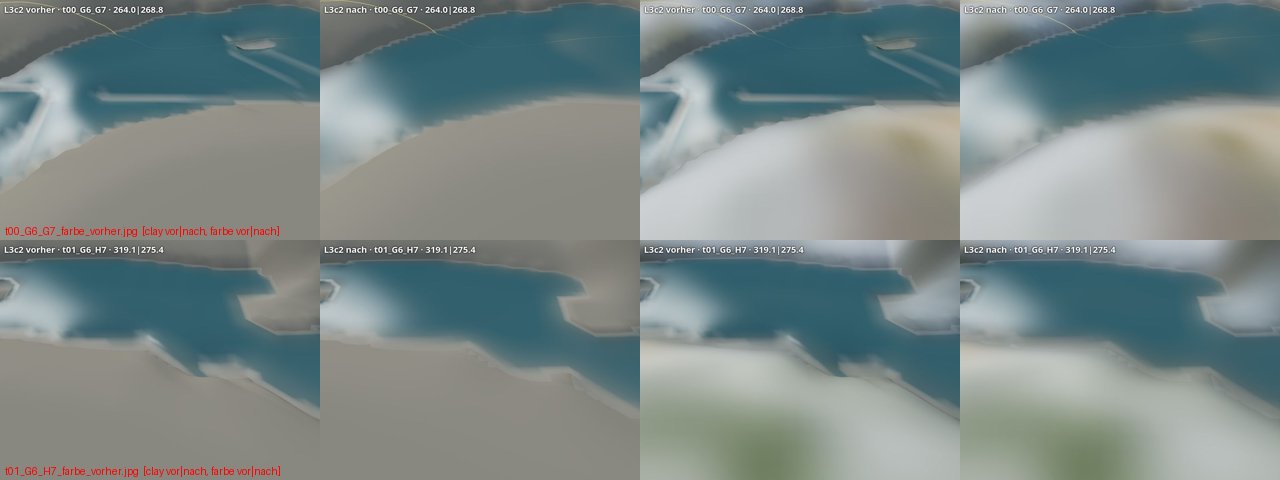 L3c2 vorher · t00_G6_G7 · 264.0|268.8
L3c2 nach · t00_G6_G7 · 264.0|268.8
L3c2 vorher · t00_G6_G7 · 264.0|268.8
L3c2 nach · t00_G6_G7 · 264.0|268.8
t00_G6_G7_farbe_vorher.jpg [clay vor|nach, farbe vor|nach]
L3c2 vorher · t01_G6_H7 · 319.1|275.4
L3c2 nach · t01_G6_H7 · 319.1|275.4
L3c2 vorher · t01_G6_H7 · 319.1|275.4
L3c2 nach · t01_G6_H7 · 319.1|275.4
t01_G6_H7_farbe_vorher.jpg [clay vor|nach, farbe vor|nach]